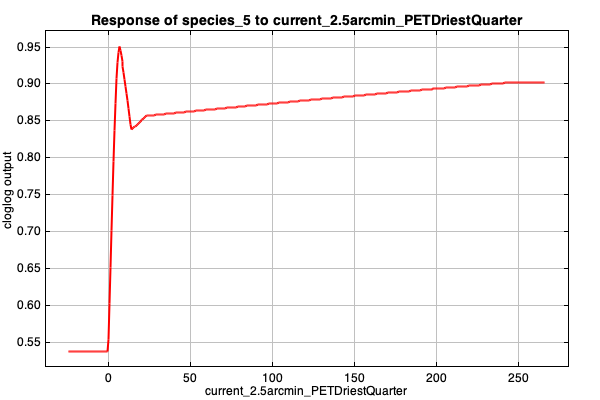 Response of species_5 to current_2.5arcmin_PETDriestQuarter
cloglog output
0.95
0.90
0.85
0.80
0.75
0.70
0.65
0.60
0.55
0 50 100 150 200 250
current_2.5arcmin_PETDriestQuarter